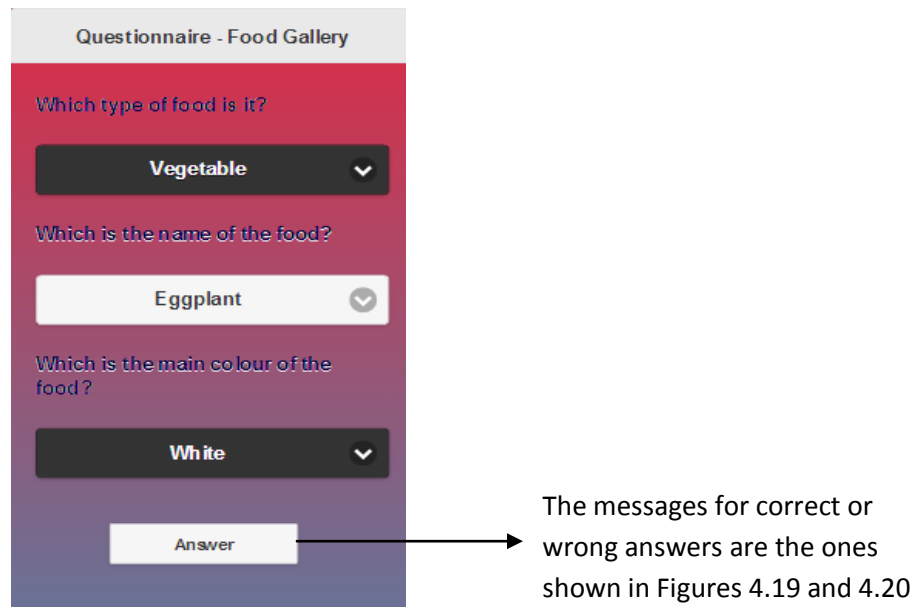 Questionnaire - Food Gallery
Which type of food is it?
Vegetable
Which is the name of the food?
Eggplant
Which is the main colour of the
food?
White
Answer
The messages for correct or
wrong answers are the ones
shown in Figures 4.19 and 4.20